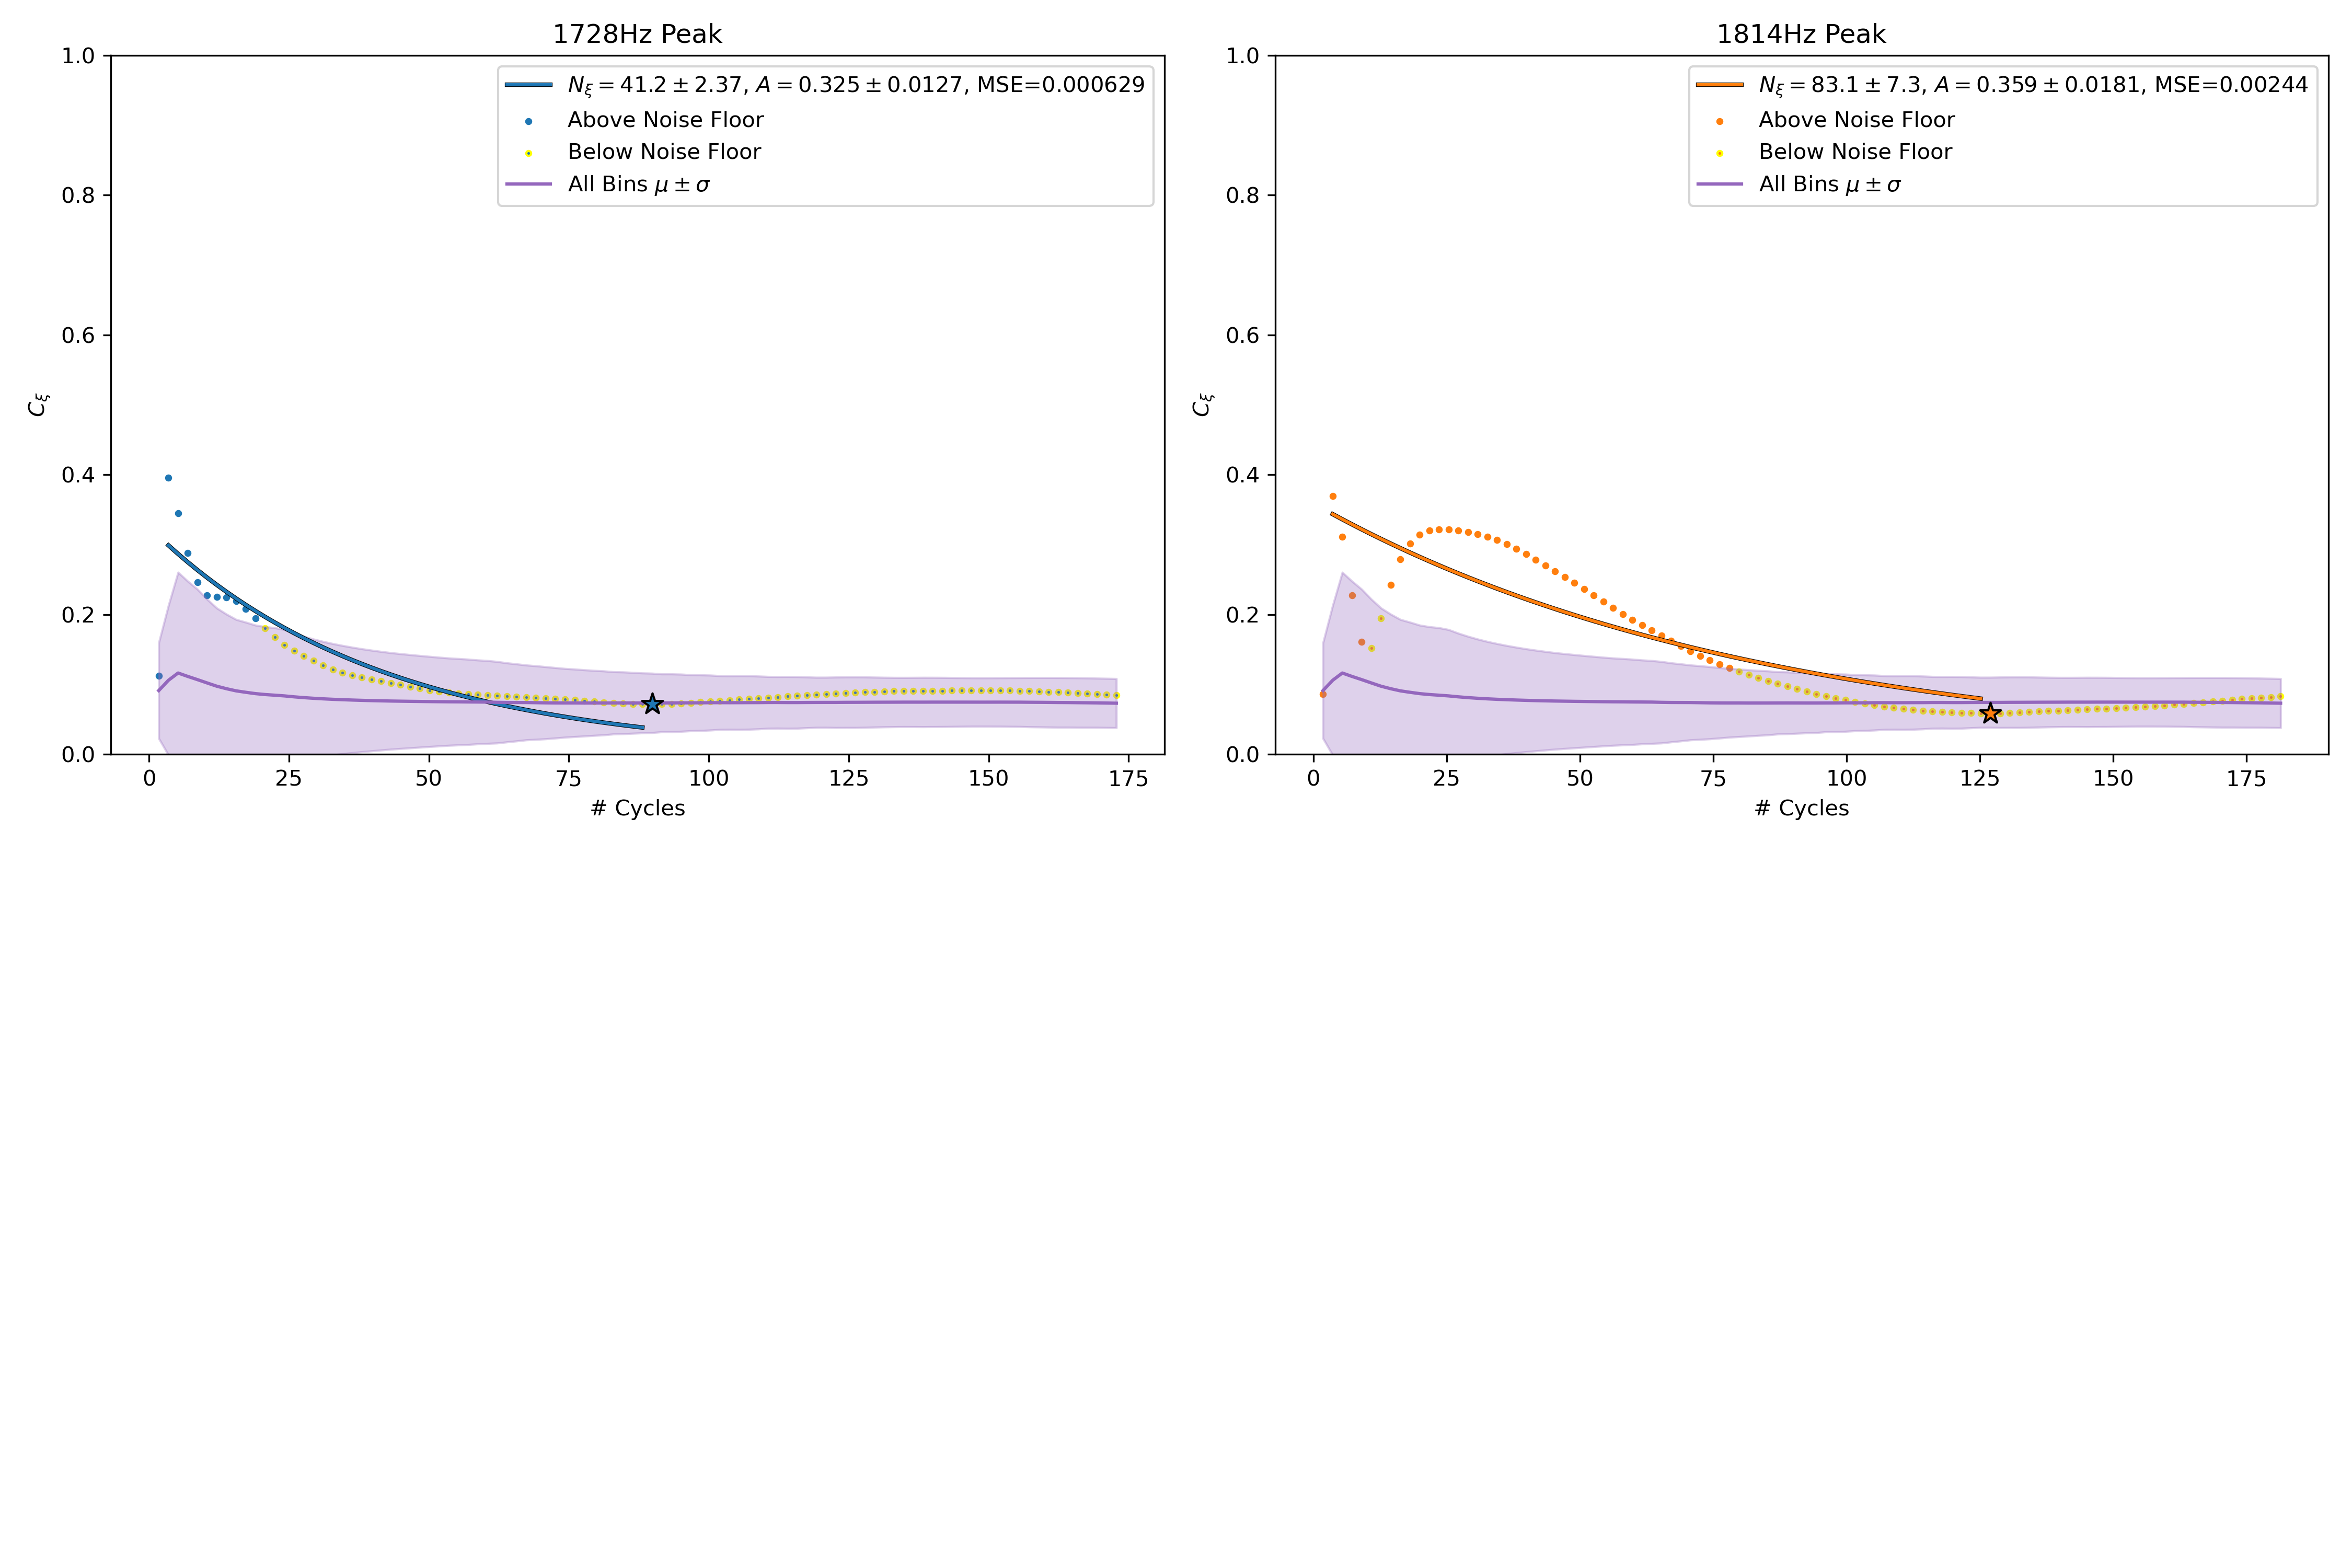 1728Hz Peak
1.0
0.8
0.6
0.4
0.2
0.0
C_ξ
N_ξ = 41.2 ± 2.37, A = 0.325 ± 0.0127, MSE=0.000629
Above Noise Floor
Below Noise Floor
All Bins μ ± σ
0 25 50 75 100 125 150 175
# Cycles
1814Hz Peak
1.0
0.8
0.6
0.4
0.2
0.0
C_ξ
N_ξ = 83.1 ± 7.3, A = 0.359 ± 0.0181, MSE=0.00244
Above Noise Floor
Below Noise Floor
All Bins μ ± σ
0 25 50 75 100 125 150 175
# Cycles